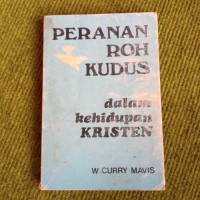 PERANAN
ROH
KUDUS
dalam
kehidupan
KRISTEN
W. CURRY MAVIS